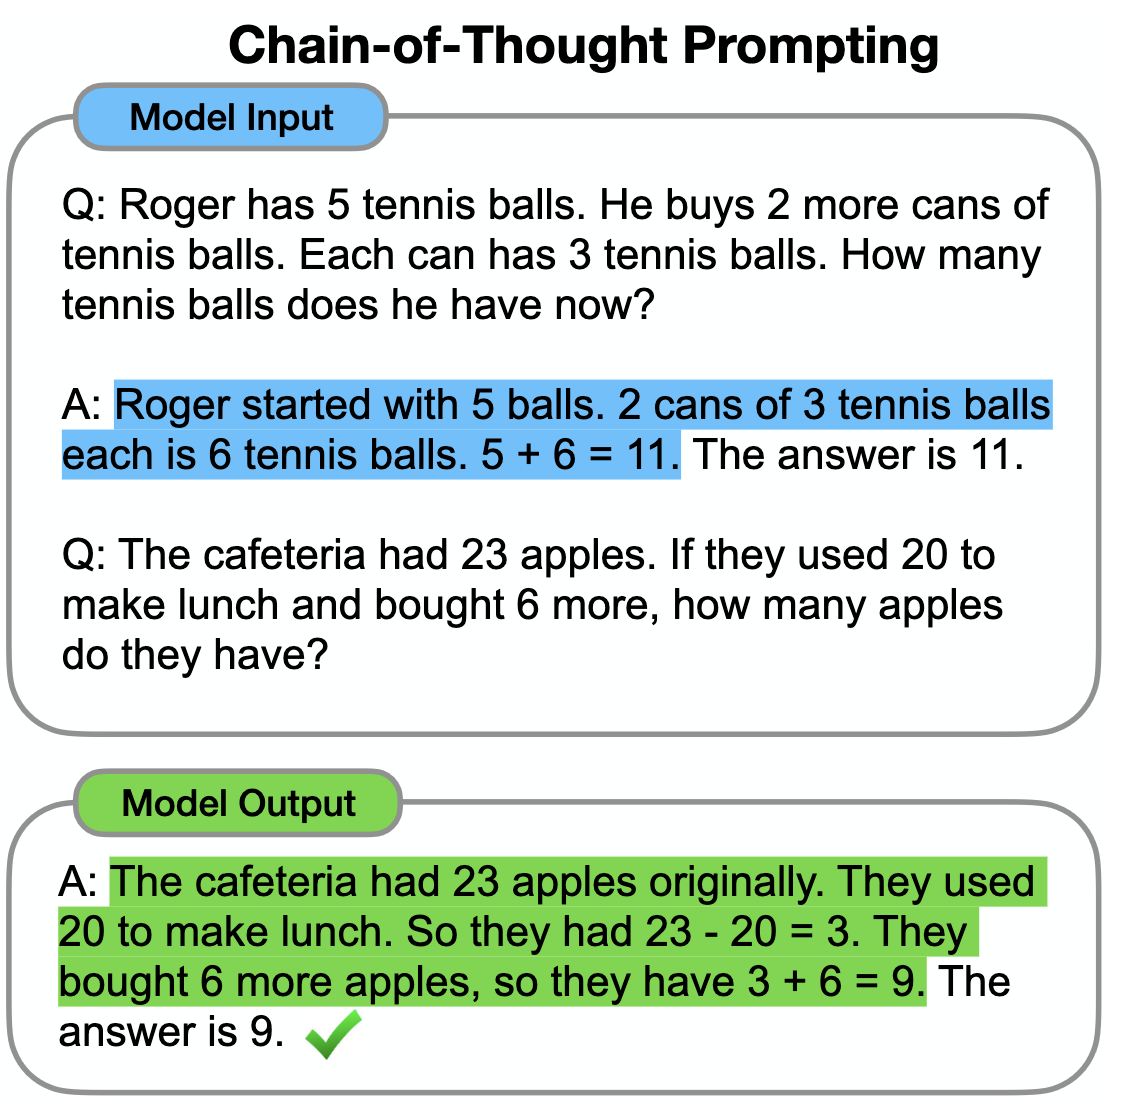 Chain-of-Thought Prompting
Model Input
Q: Roger has 5 tennis balls. He buys 2 more cans of
tennis balls. Each can has 3 tennis balls. How many
tennis balls does he have now?
A: Roger started with 5 balls. 2 cans of 3 tennis balls
each is 6 tennis balls. 5 + 6 = 11. The answer is 11.
Q: The cafeteria had 23 apples. If they used 20 to
make lunch and bought 6 more, how many apples
do they have?
Model Output
A: The cafeteria had 23 apples originally. They used
20 to make lunch. So they had 23 - 20 = 3. They
bought 6 more apples, so they have 3 + 6 = 9. The
answer is 9.